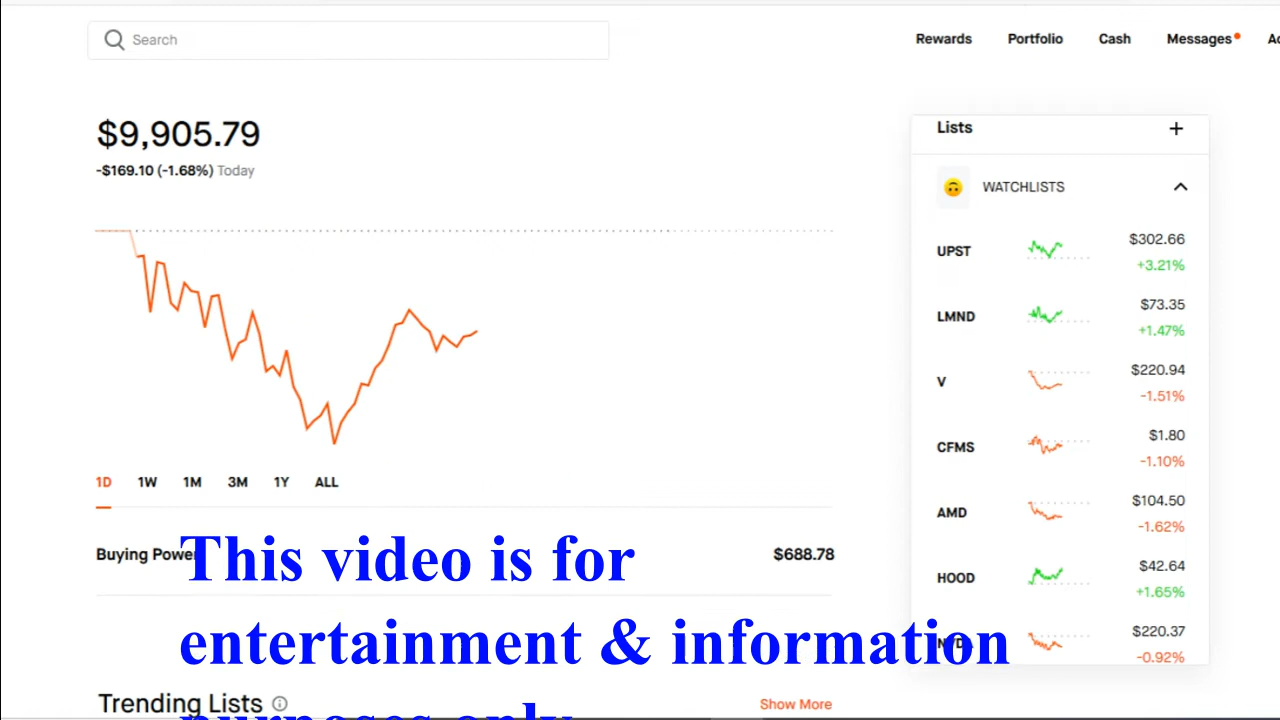 Search
Rewards Portfolio Cash Messages
$9,905.79
-$169.10 (-1.68%) Today
1D 1W 1M 3M 1Y ALL
Buying Power $688.78
Trending Lists Show More
Lists +
WATCHLISTS
UPST $302.66
+3.21%
LMND $73.35
+1.47%
V $220.94
-1.51%
CFMS $1.80
-1.10%
AMD $104.50
-1.62%
HOOD $42.64
+1.65%
$220.37
-0.92%
This video is for
entertainment & information
purposes only